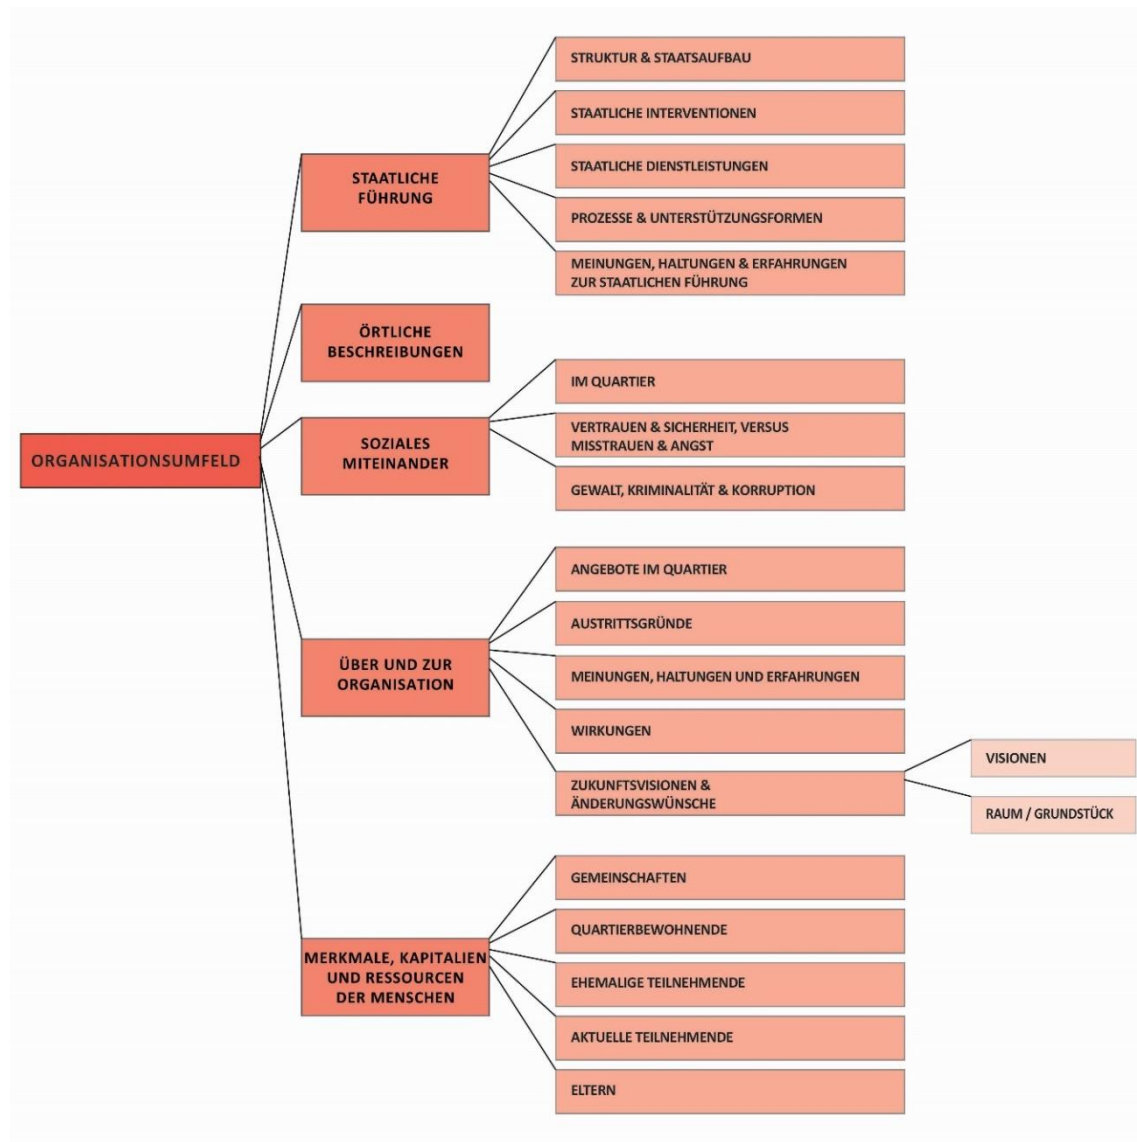 ORGANISATIONSUMFELD
STAATLICHE
FÜHRUNG
STRUKTUR & STAATSAUFBAU
STAATLICHE INTERVENTIONEN
STAATLICHE DIENSTLEISTUNGEN
PROZESSE & UNTERSTÜTZUNGSFORMEN
MEINUNGEN, HALTUNGEN & ERFAHRUNGEN
ZUR STAATLICHEN FÜHRUNG
ÖRTLICHE
BESCHREIBUNGEN
SOZIALES
MITEINANDER
IM QUARTIER
VERTRAUEN & SICHERHEIT, VERSUS
MISSTRAUEN & ANGST
GEWALT, KRIMINALITÄT & KORRUPTION
ÜBER UND ZUR
ORGANISATION
ANGEBOTE IM QUARTIER
AUSTRITTSGRÜNDE
MEINUNGEN, HALTUNGEN UND ERFAHRUNGEN
WIRKUNGEN
ZUKUNFTSVISIONEN &
ÄNDERUNGSWÜNSCHE
VISIONEN
RAUM / GRUNDSTÜCK
MERKMALE, KAPITALIEN
UND RESSOURCEN
DER MENSCHEN
GEMEINSCHAFTEN
QUARTIERBEWOHNENDE
EHEMALIGE TEILNEHMENDE
AKTUELLE TEILNEHMENDE
ELTERN